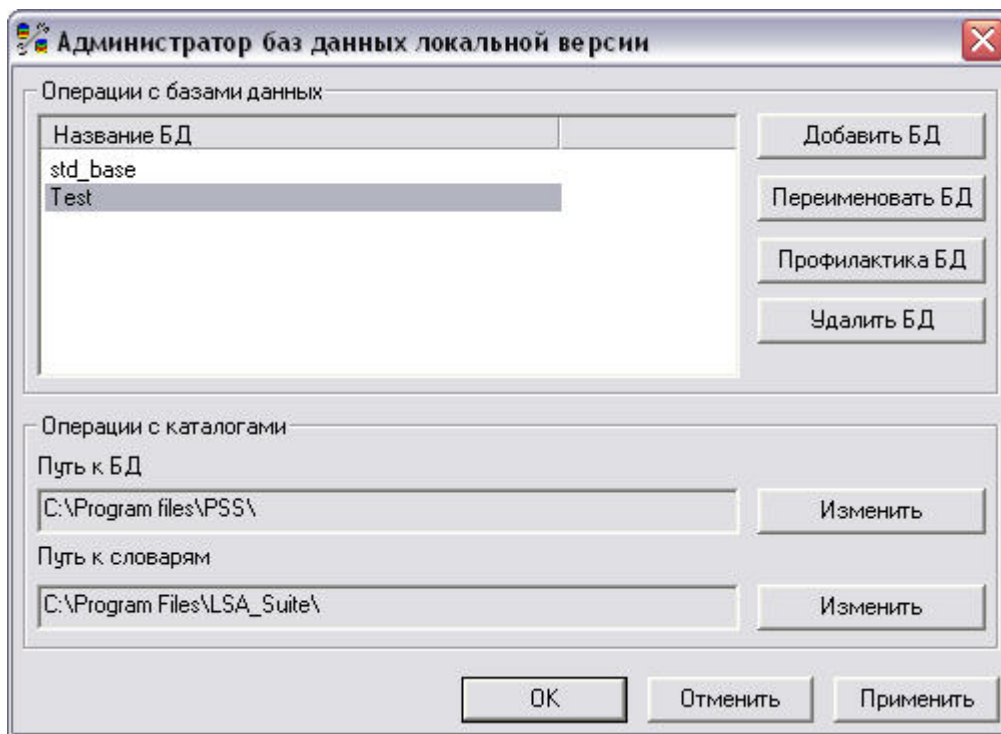 Администратор баз данных локальной версии
Операции с базами данных
Название БД
std_base
Test
Добавить БД
Переименовать БД
Профилактика БД
Удалить БД
Операции с каталогами
Путь к БД
C:\Program files\PSS\
Изменить
Путь к словарям
C:\Program Files\LSA_Suite\
Изменить
OK
Отменить
Применить